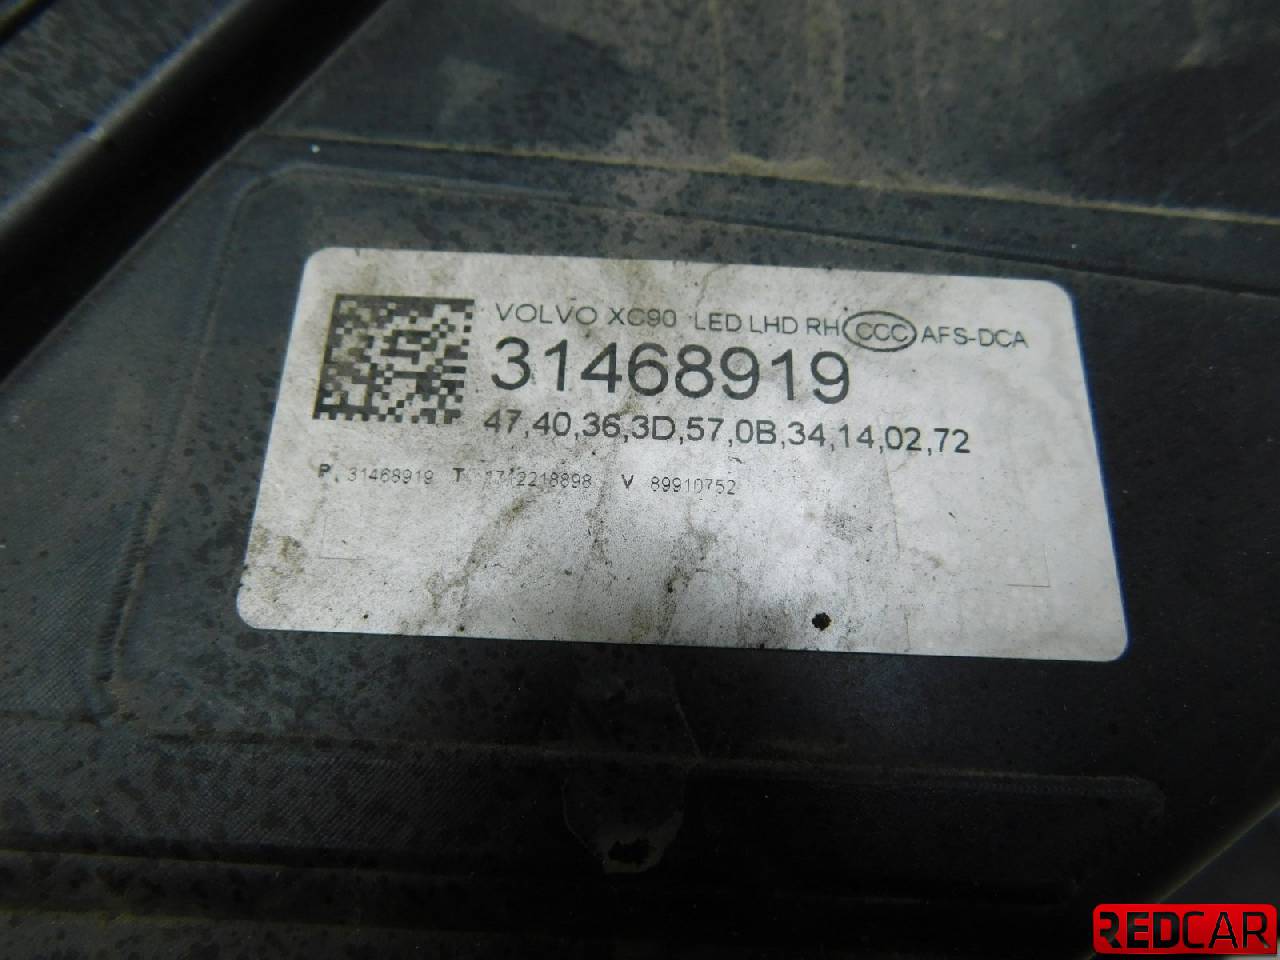 VOLVO XC90 LED LHD RH CCC AFS-DCA
31468919
47,40,36,3D,57,0B,34,14,02,72
P 31468919 T 1712218898 V 89910752
REDCAR